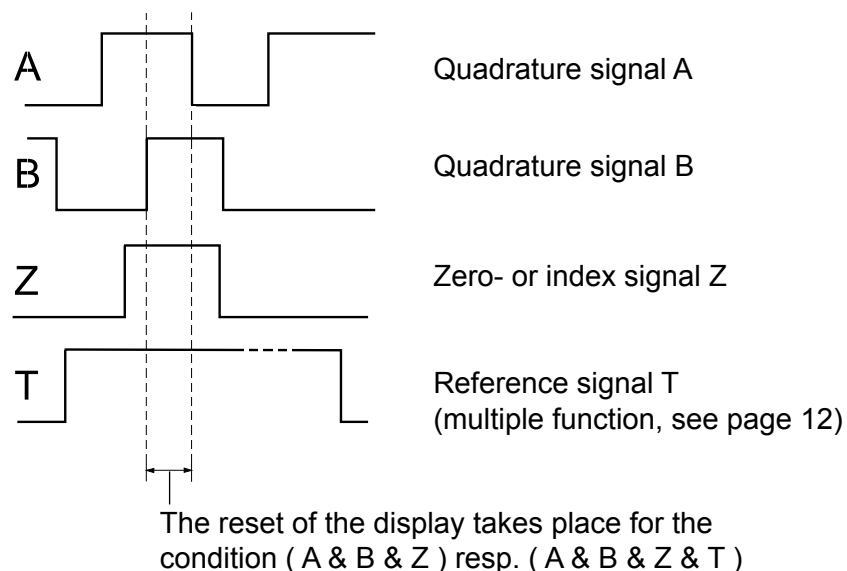 A
Quadrature signal A
B
Quadrature signal B
Z
Zero- or index signal Z
T
Reference signal T
(multiple function, see page 12)
The reset of the display takes place for the
condition ( A & B & Z ) resp. ( A & B & Z & T )